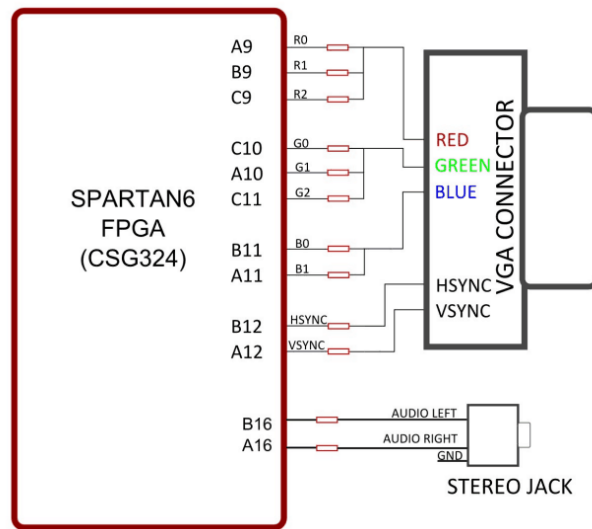 A9 R0
B9 R1
C9 R2
C10 G0
A10 G1
C11 G2
B11 B0
A11 B1
B12 HSYNC
A12 VSYNC
B16 AUDIO LEFT
A16 AUDIO RIGHT
GND
SPARTAN6
FPGA
(CSG324)
RED
GREEN
BLUE
HSYNC
VSYNC
VGA CONNECTOR
STEREO JACK